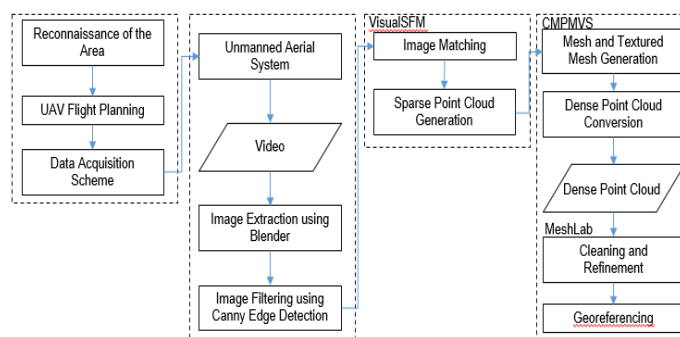 Reconnaissance of the
Area
UAV Flight Planning
Data Acquisition
Scheme
Unmanned Aerial
System
Video
Image Extraction using
Blender
Image Filtering using
Canny Edge Detection
VisualSFM
Image Matching
Sparse Point Cloud
Generation
CMPMVS
Mesh and Textured
Mesh Generation
Dense Point Cloud
Conversion
Dense Point Cloud
MeshLab
Cleaning and
Refinement
Georeferencing